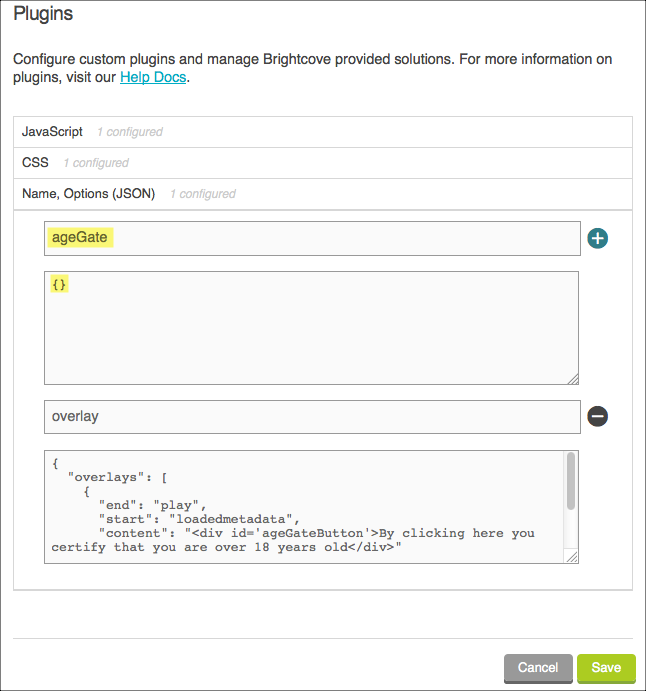 Plugins
Configure custom plugins and manage Brightcove provided solutions. For more information on
plugins, visit our Help Docs.
JavaScript 1 configured
CSS 1 configured
Name, Options (JSON) 1 configured
ageGate
{}
overlay
{
"overlays": [
{
"end": "play",
"start": "loadedmetadata",
"content": "<div id='ageGateButton'>By clicking here you
certify that you are over 18 years old</div>"
Cancel Save